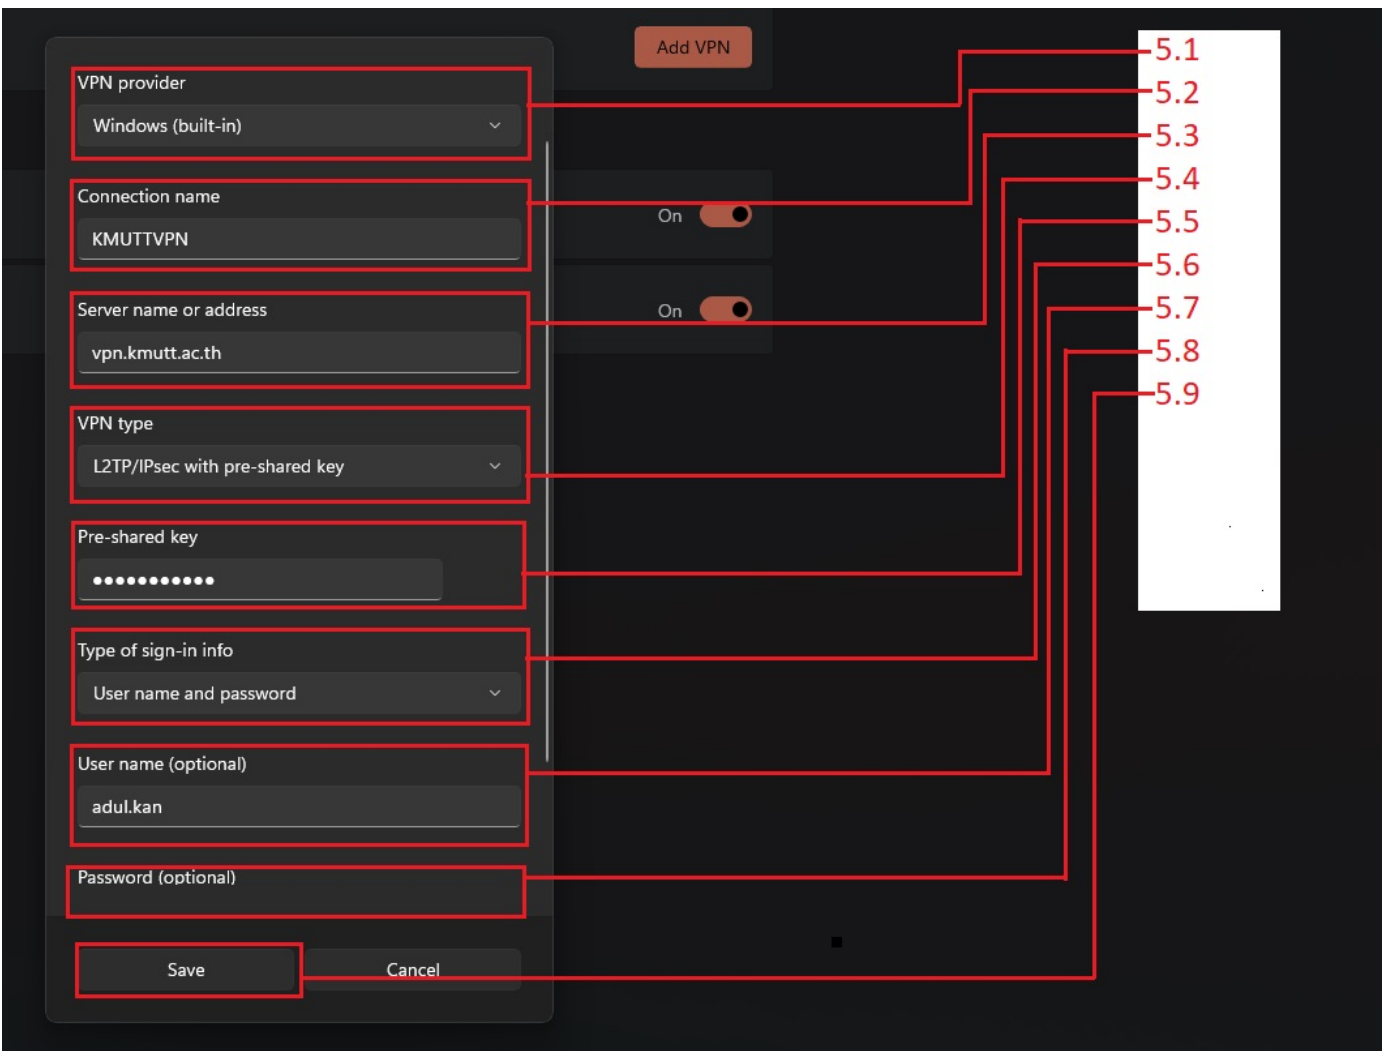 Add VPN
VPN provider
Windows (built-in)
Connection name
KMUTTVPN
On
Server name or address
vpn.kmutt.ac.th
On
VPN type
L2TP/IPsec with pre-shared key
Pre-shared key
●●●●●●●●●●●
Type of sign-in info
User name and password
User name (optional)
adul.kan
Password (optional)
Save
Cancel
5.1
5.2
5.3
5.4
5.5
5.6
5.7
5.8
5.9